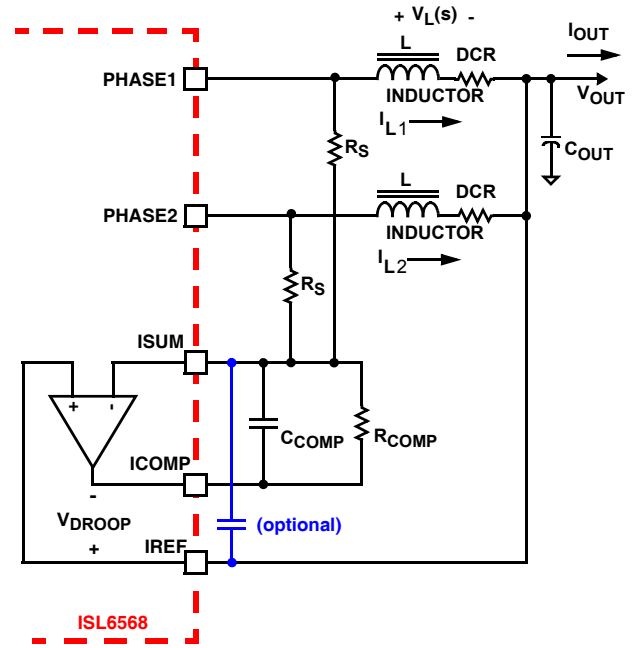 + VL(s) -
L
DCR
IOUT
PHASE1
INDUCTOR
VOUT
IL1
COUT
RS
L
DCR
PHASE2
INDUCTOR
IL2
RS
ISUM
+ -
CCOMP
RCOMP
ICOMP
-
VDROOP
(optional)
+
IREF
ISL6568